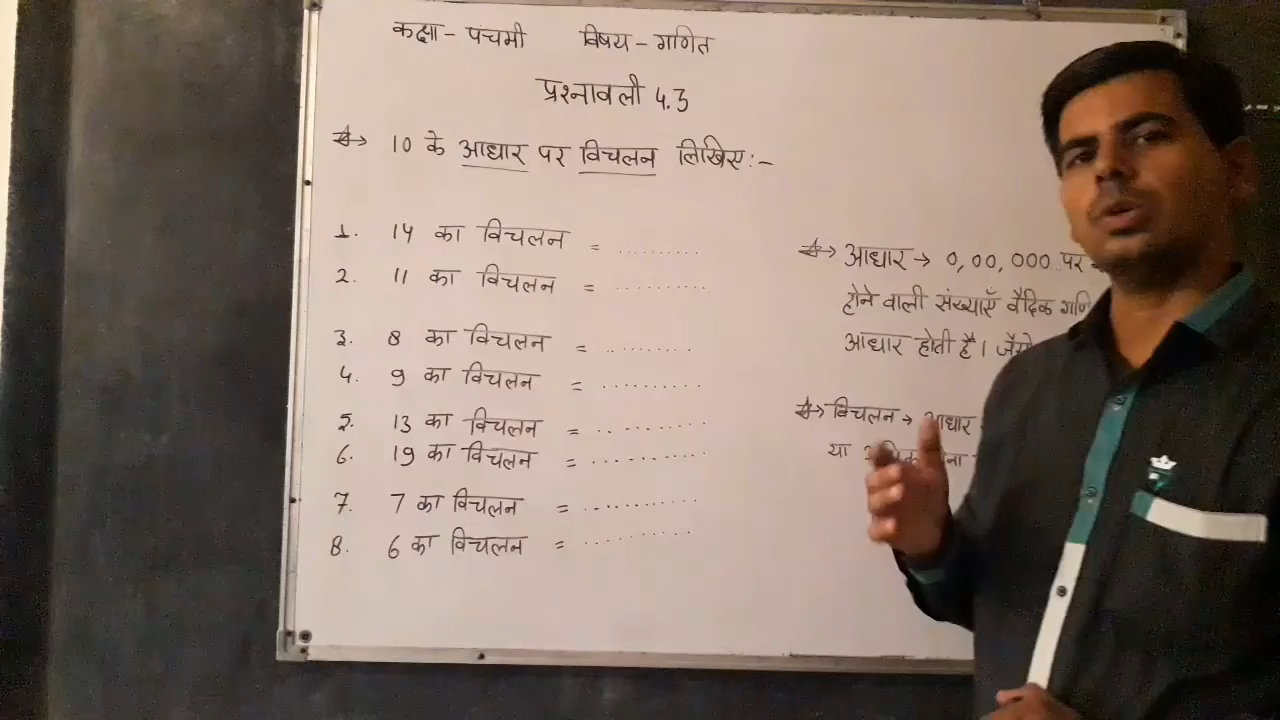 कक्षा - पंचमी विषय - गणित
प्रश्नावली 4.3
10 के आधार पर विचलन लिखिए :-
1. 14 का विचलन = .........
2. 11 का विचलन = .........
3. 8 का विचलन = .........
4. 9 का विचलन = .........
5. 13 का विचलन = .........
6. 19 का विचलन = .........
7. 7 का विचलन = .........
8. 6 का विचलन = .........
आधार → 0, 00, 000.. पर
होने वाली संख्याएँ वैदिक
आधार होती है। जैसे
विचलन → आधार
या